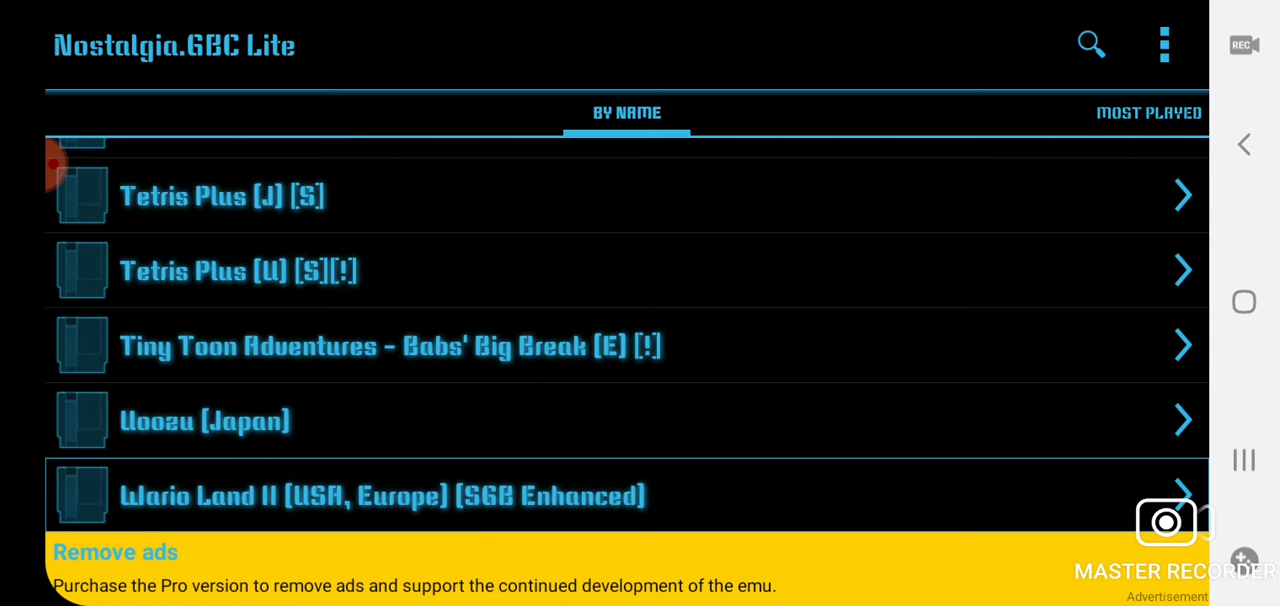 Nostalgia.GBC Lite
REC
BY NAME
MOST PLAYED
Tetris Plus (J) [S]
Tetris Plus (U) [S][!]
Tiny Toon Adventures - Babs' Big Break (E) [!]
Uoozu (Japan)
Wario Land II (USA, Europe) (SGB Enhanced)
Remove ads
Purchase the Pro version to remove ads and support the continued development of the emu.
MASTER RECORDER
Advertisement